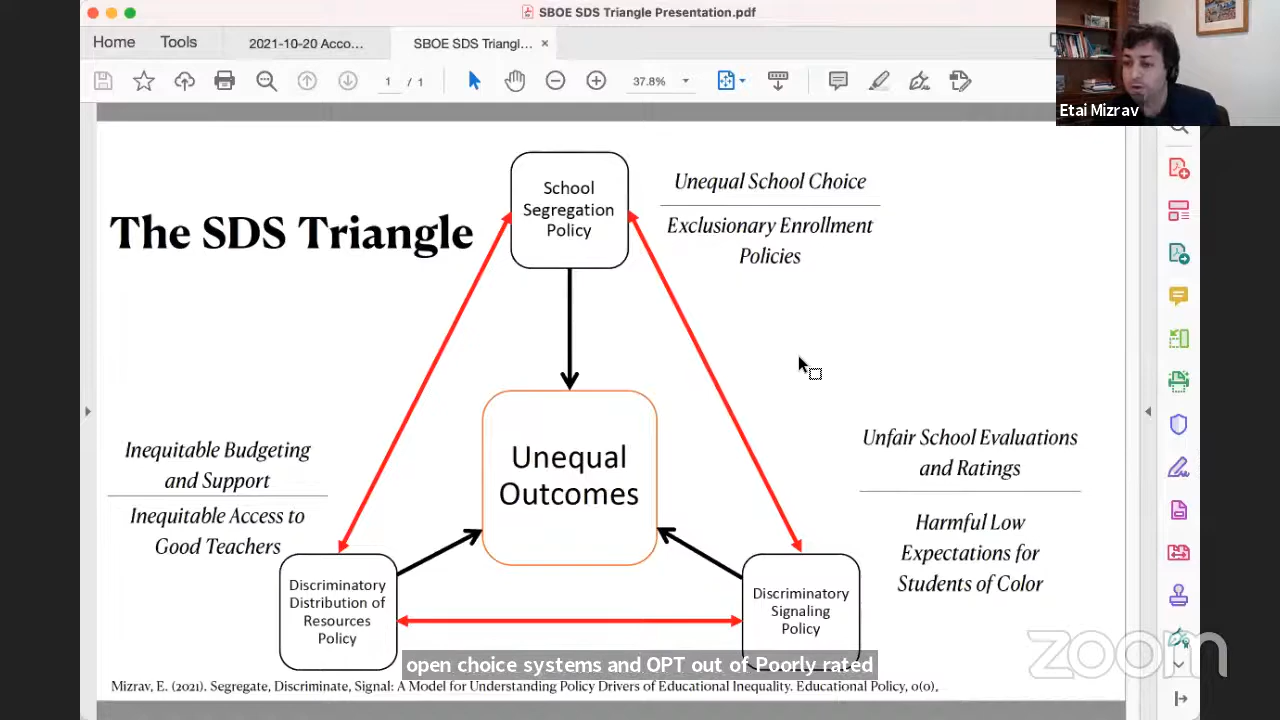 SBOE SDS Triangle Presentation.pdf
Home
Tools
2021-10-20 Acco...
SBOE SDS Triangl...
×
1 / 1
37.8%
Etai Mizrav
The SDS Triangle
School
Segregation
Policy
Unequal School Choice
Exclusionary Enrollment
Policies
Unequal
Outcomes
Inequitable Budgeting
and Support
Inequitable Access to
Good Teachers
Unfair School Evaluations
and Ratings
Harmful Low
Expectations for
Students of Color
Discriminatory
Distribution of
Resources
Policy
Discriminatory
Signaling
Policy
open choice systems and OPT out of Poorly rated
zoom
Mizrav, E. (2021). Segregate, Discriminate, Signal: A Model for Understanding Policy Drivers of Educational Inequality. Educational Policy, 0(0),